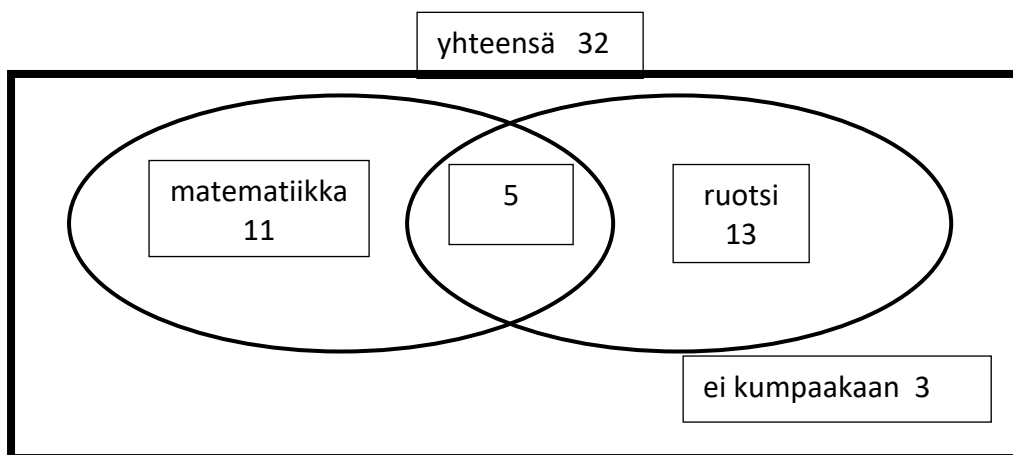 yhteensä 32
matematiikka
11
5
ruotsi
13
ei kumpaakaan 3